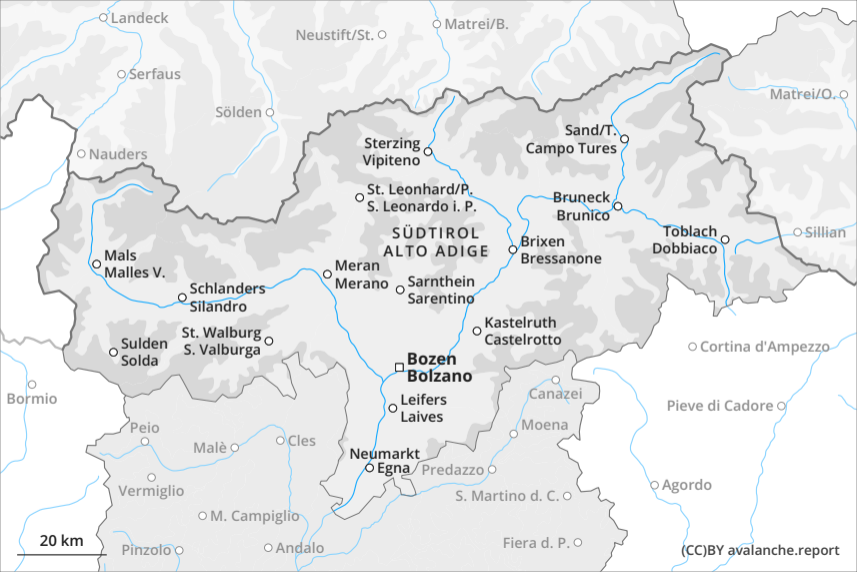 Landeck
Matrei/B.
Neustift/St.
Serfaus
Matrei/O.
Sölden
Nauders
Sand/T.
Campo Tures
Sterzing
Vipiteno
St. Leonhard/P.
S. Leonardo i. P.
Bruneck
Brunico
SÜDTIROL
ALTO ADIGE
Toblach
Dobbiaco
Sillian
Brixen
Bressanone
Mals
Malles V.
Meran
Merano
Sarnthein
Sarentino
Schlanders
Silandro
Kastelruth
Castelrotto
St. Walburg
S. Valburga
Sulden
Solda
Cortina d'Ampezzo
Bozen
Bolzano
Bormio
Canazei
Leifers
Laives
Pieve di Cadore
Moena
Peio
Malè
Cles
Neumarkt
Egna
Predazzo
Vermiglio
Agordo
S. Martino d. C.
M. Campiglio
20 km
Pinzolo
Andalo
Fiera d. P.
(CC)BY avalanche.report